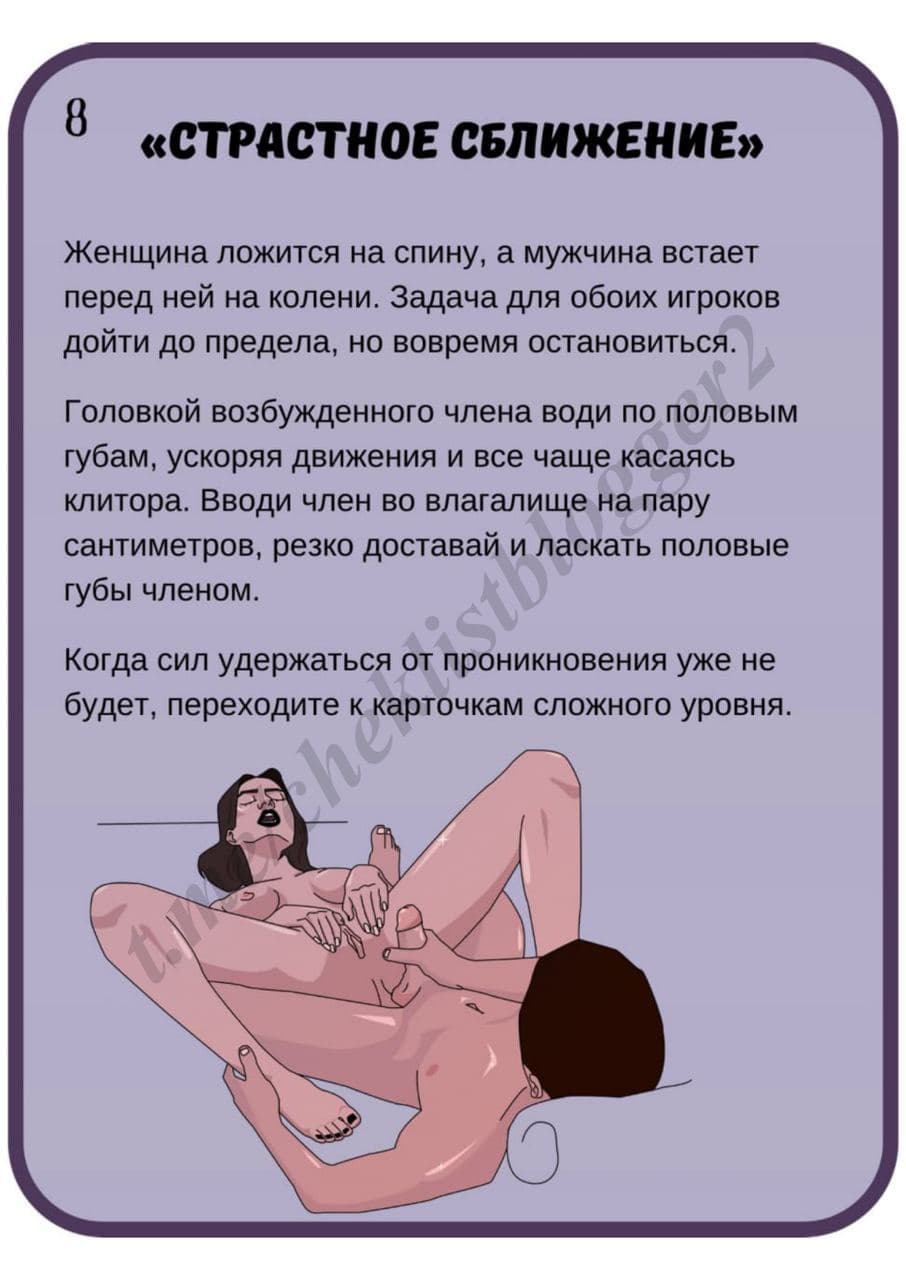 8
«СТРАСТНОЕ СБЛИЖЕНИЕ»
Женщина ложится на спину, а мужчина встает
перед ней на колени. Задача для обоих игроков
дойти до предела, но вовремя остановиться.
Головкой возбужденного члена води по половым
губам, ускоряя движения и все чаще касаясь
клитора. Вводи член во влагалище на пару
сантиметров, резко доставай и ласкать половые
губы членом.
Когда сил удержаться от проникновения уже не
будет, переходите к карточкам сложного уровня.
t.me/cheklistblogger2